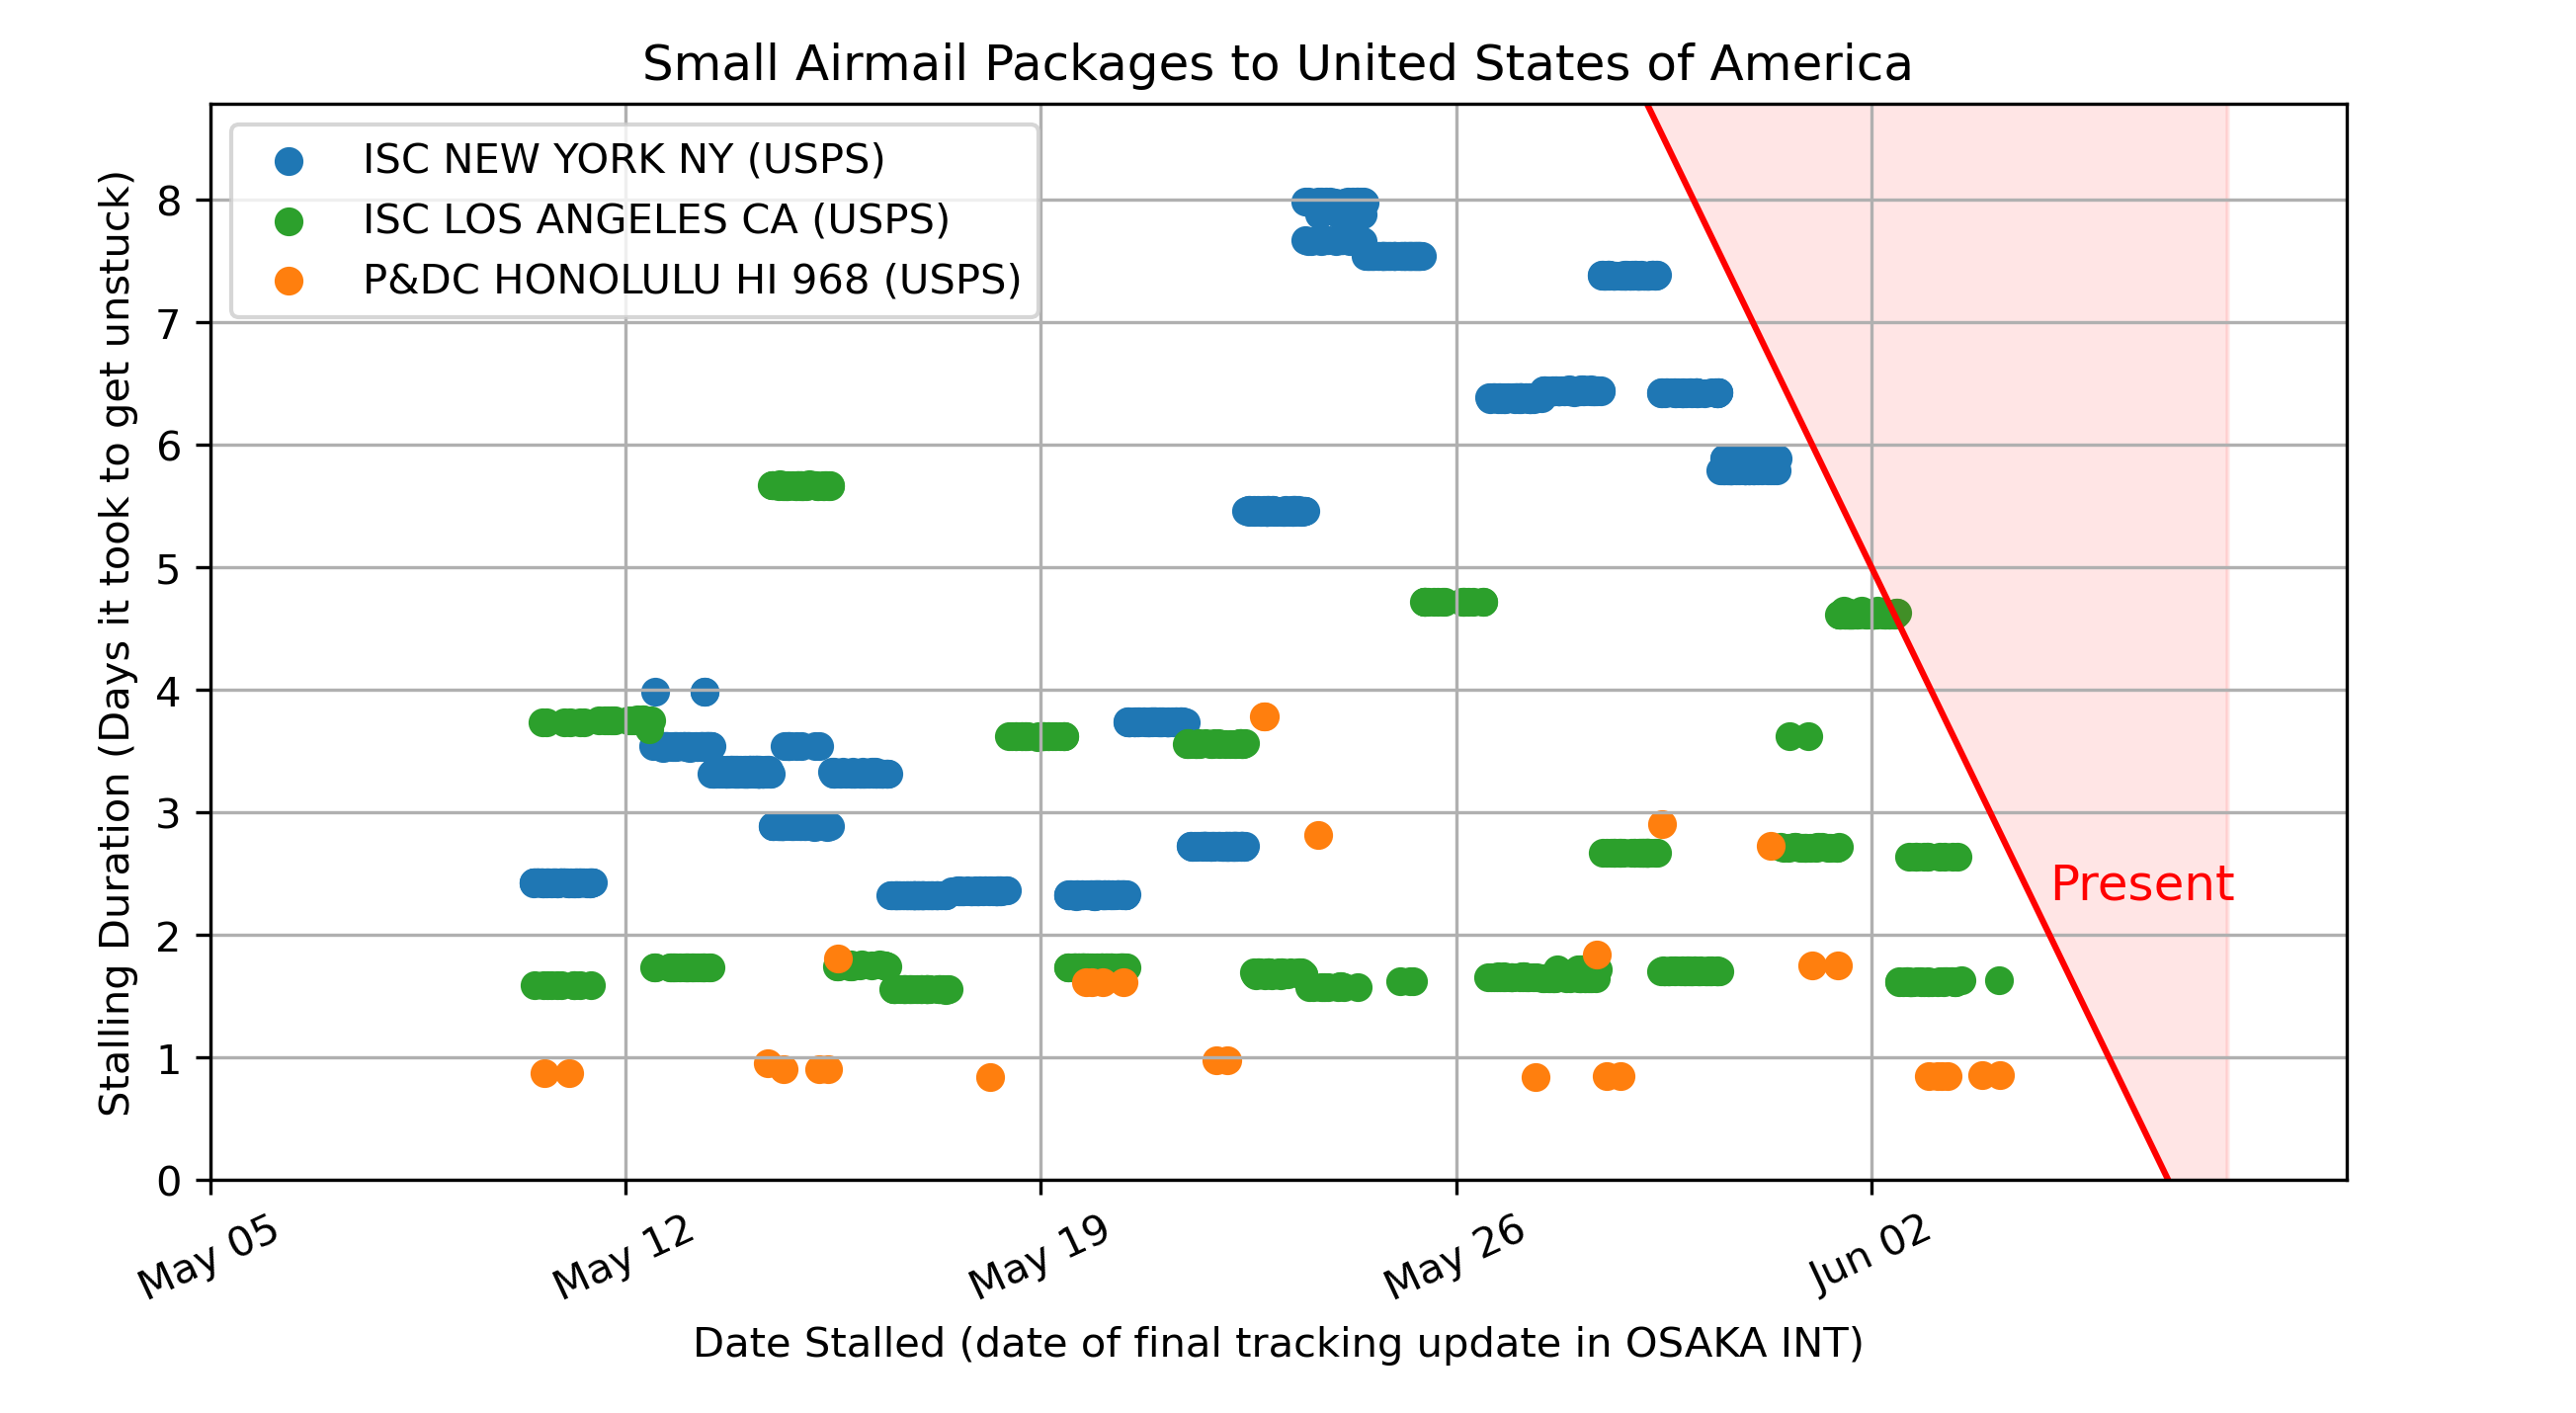 Small Airmail Packages to United States of America
ISC NEW YORK NY (USPS)
ISC LOS ANGELES CA (USPS)
P&DC HONOLULU HI 968 (USPS)
Stalling Duration (Days it took to get unstuck)
8
7
6
5
4
3
2
1
0
Present
May 05
May 12
May 19
May 26
Jun 02
Date Stalled (date of final tracking update in OSAKA INT)